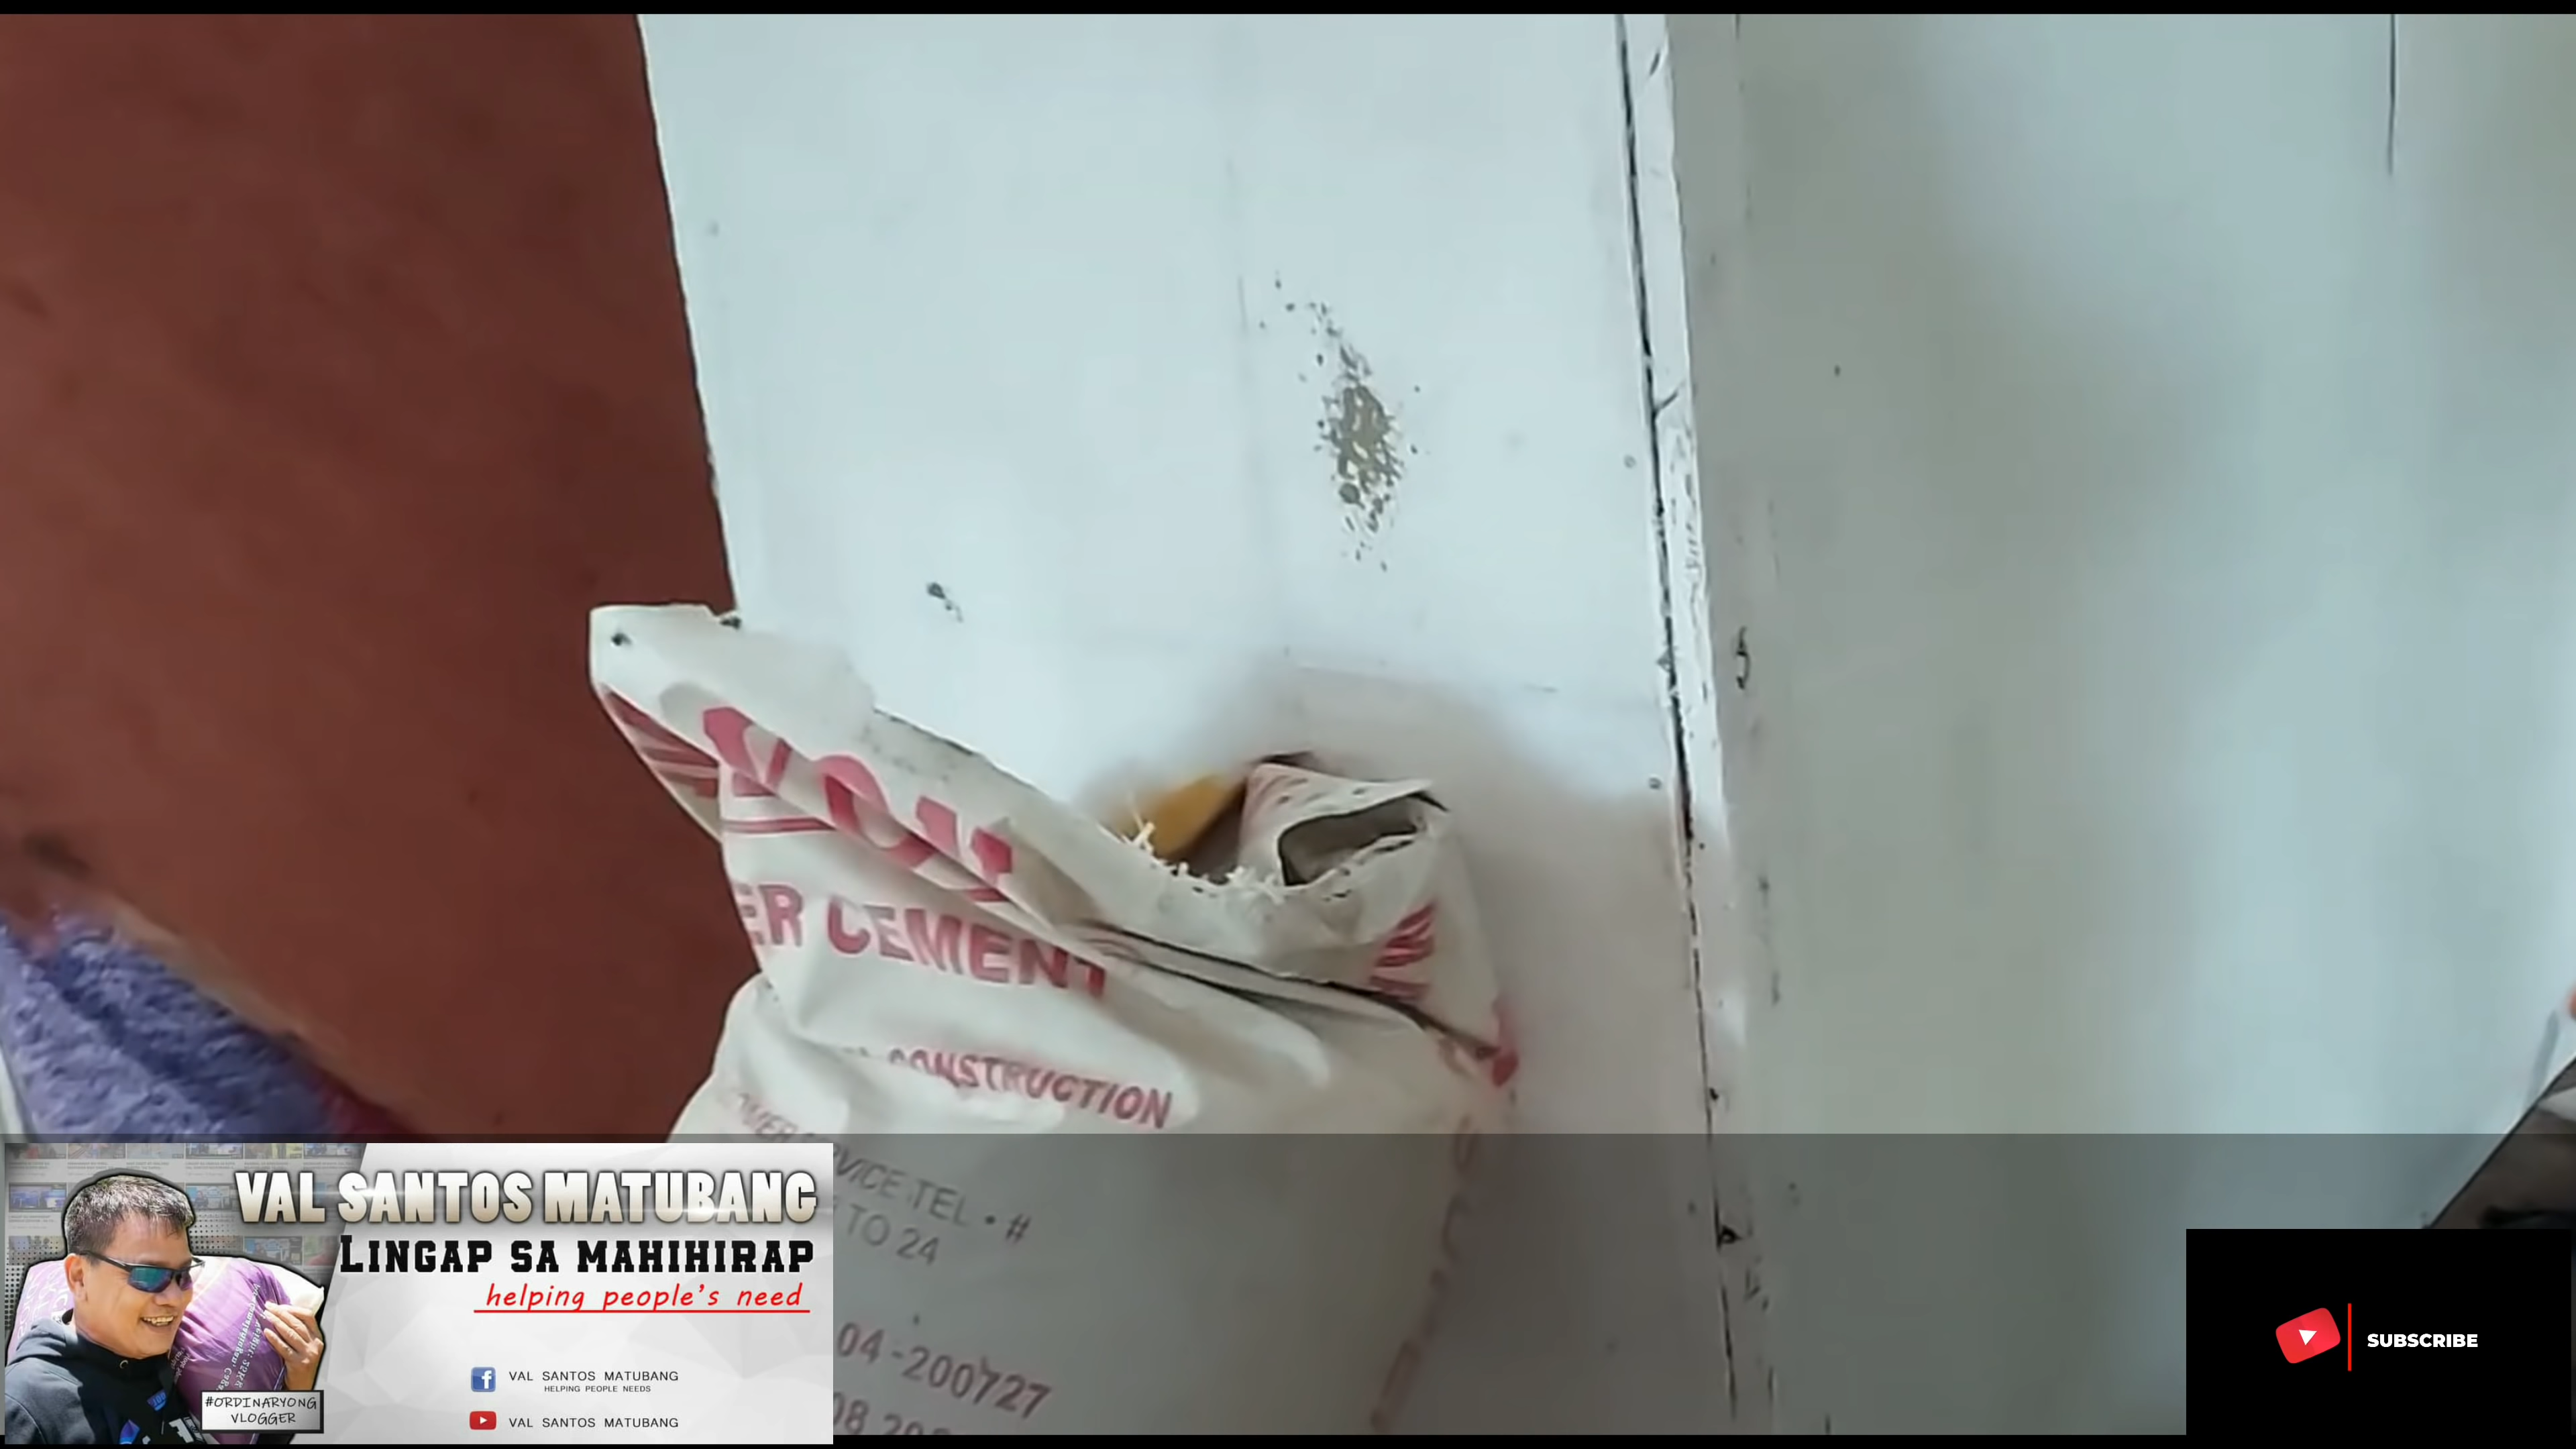 ER CEMENT
CONSTRUCTION
TEL • #
TO 24
04-200727
VAL SANTOS MATUBANG
LINGAP SA MAHIHIRAP
helping people's need
VAL SANTOS MATUBANG
HELPING PEOPLE NEEDS
VAL SANTOS MATUBANG
#ORDINARYONG
VLOGGER
SUBSCRIBE